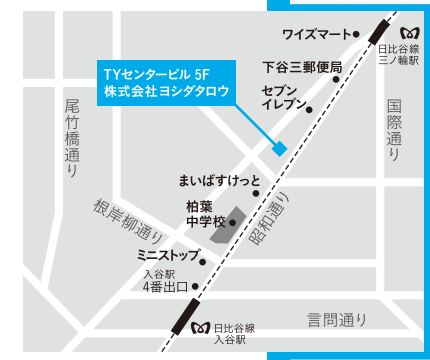 ワイズマート
日比谷線
三ノ輪駅
下谷三郵便局
TYセンタービル 5F
株式会社ヨシダタロウ
セブン
イレブン
尾竹橋通り
国際通り
まいばすけっと
柏葉
中学校
昭和通り
根岸柳通り
ミニストップ
入谷駅
4番出口
言問通り
日比谷線
入谷駅